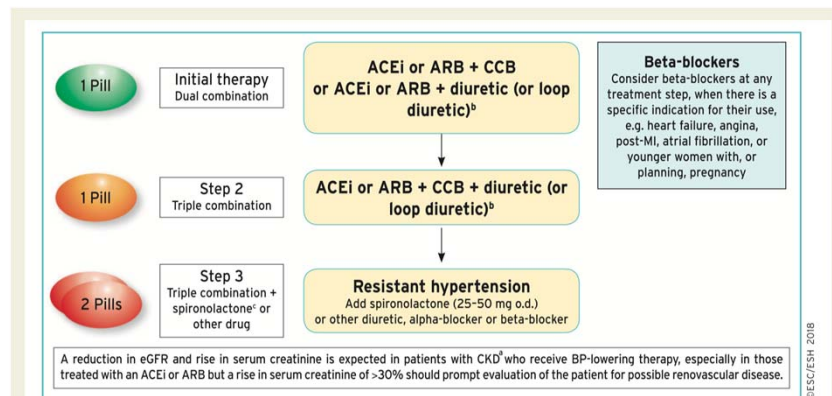 1 Pill
Initial therapy
Dual combination
ACEi or ARB + CCB
or ACEi or ARB + diuretic (or loop
diuretic)ᵇ
Beta-blockers
Consider beta-blockers at any
treatment step, when there is a
specific indication for their use,
e.g. heart failure, angina,
post-MI, atrial fibrillation, or
younger women with, or
planning, pregnancy
1 Pill
Step 2
Triple combination
ACEi or ARB + CCB + diuretic (or
loop diuretic)ᵇ
2 Pills
Step 3
Triple combination +
spironolactoneᶜ or
other drug
Resistant hypertension
Add spironolactone (25–50 mg o.d.)
or other diuretic, alpha-blocker or beta-blocker
A reduction in eGFR and rise in serum creatinine is expected in patients with CKDᵃ who receive BP-lowering therapy, especially in those
treated with an ACEi or ARB but a rise in serum creatinine of >30% should prompt evaluation of the patient for possible renovascular disease.
ESC/ESH 2018